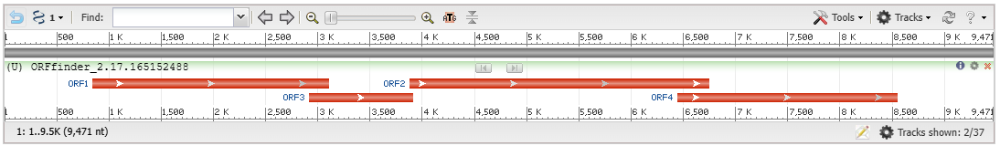 1 Find: ATG Tools Tracks ?
1 500 1 K 1,500 2 K 2,500 3 K 3,500 4 K 4,500 5 K 5,500 6 K 6,500 7 K 7,500 8 K 8,500 9 K 9,471
(U) ORFfinder_2.17.165152488
ORF1 ORF2
ORF3 ORF4
1 500 1 K 1,500 2 K 2,500 3 K 3,500 4 K 4,500 5 K 5,500 6 K 6,500 7 K 7,500 8 K 8,500 9 K 9,471
1: 1..9.5K (9,471 nt) Tracks shown: 2/37